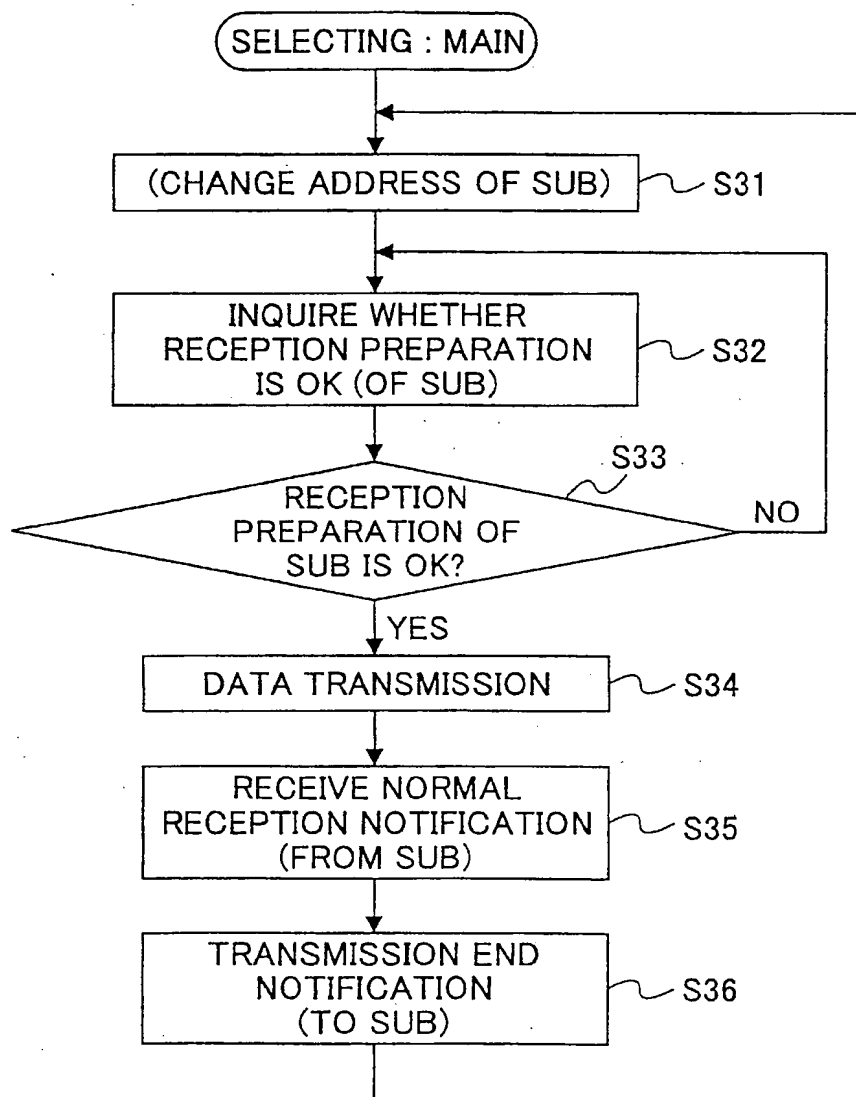 SELECTING : MAIN
(CHANGE ADDRESS OF SUB)
S31
INQUIRE WHETHER
RECEPTION PREPARATION
IS OK (OF SUB)
S32
S33
RECEPTION
PREPARATION OF
SUB IS OK?
NO
YES
DATA TRANSMISSION
S34
RECEIVE NORMAL
RECEPTION NOTIFICATION
(FROM SUB)
S35
TRANSMISSION END
NOTIFICATION
(TO SUB)
S36